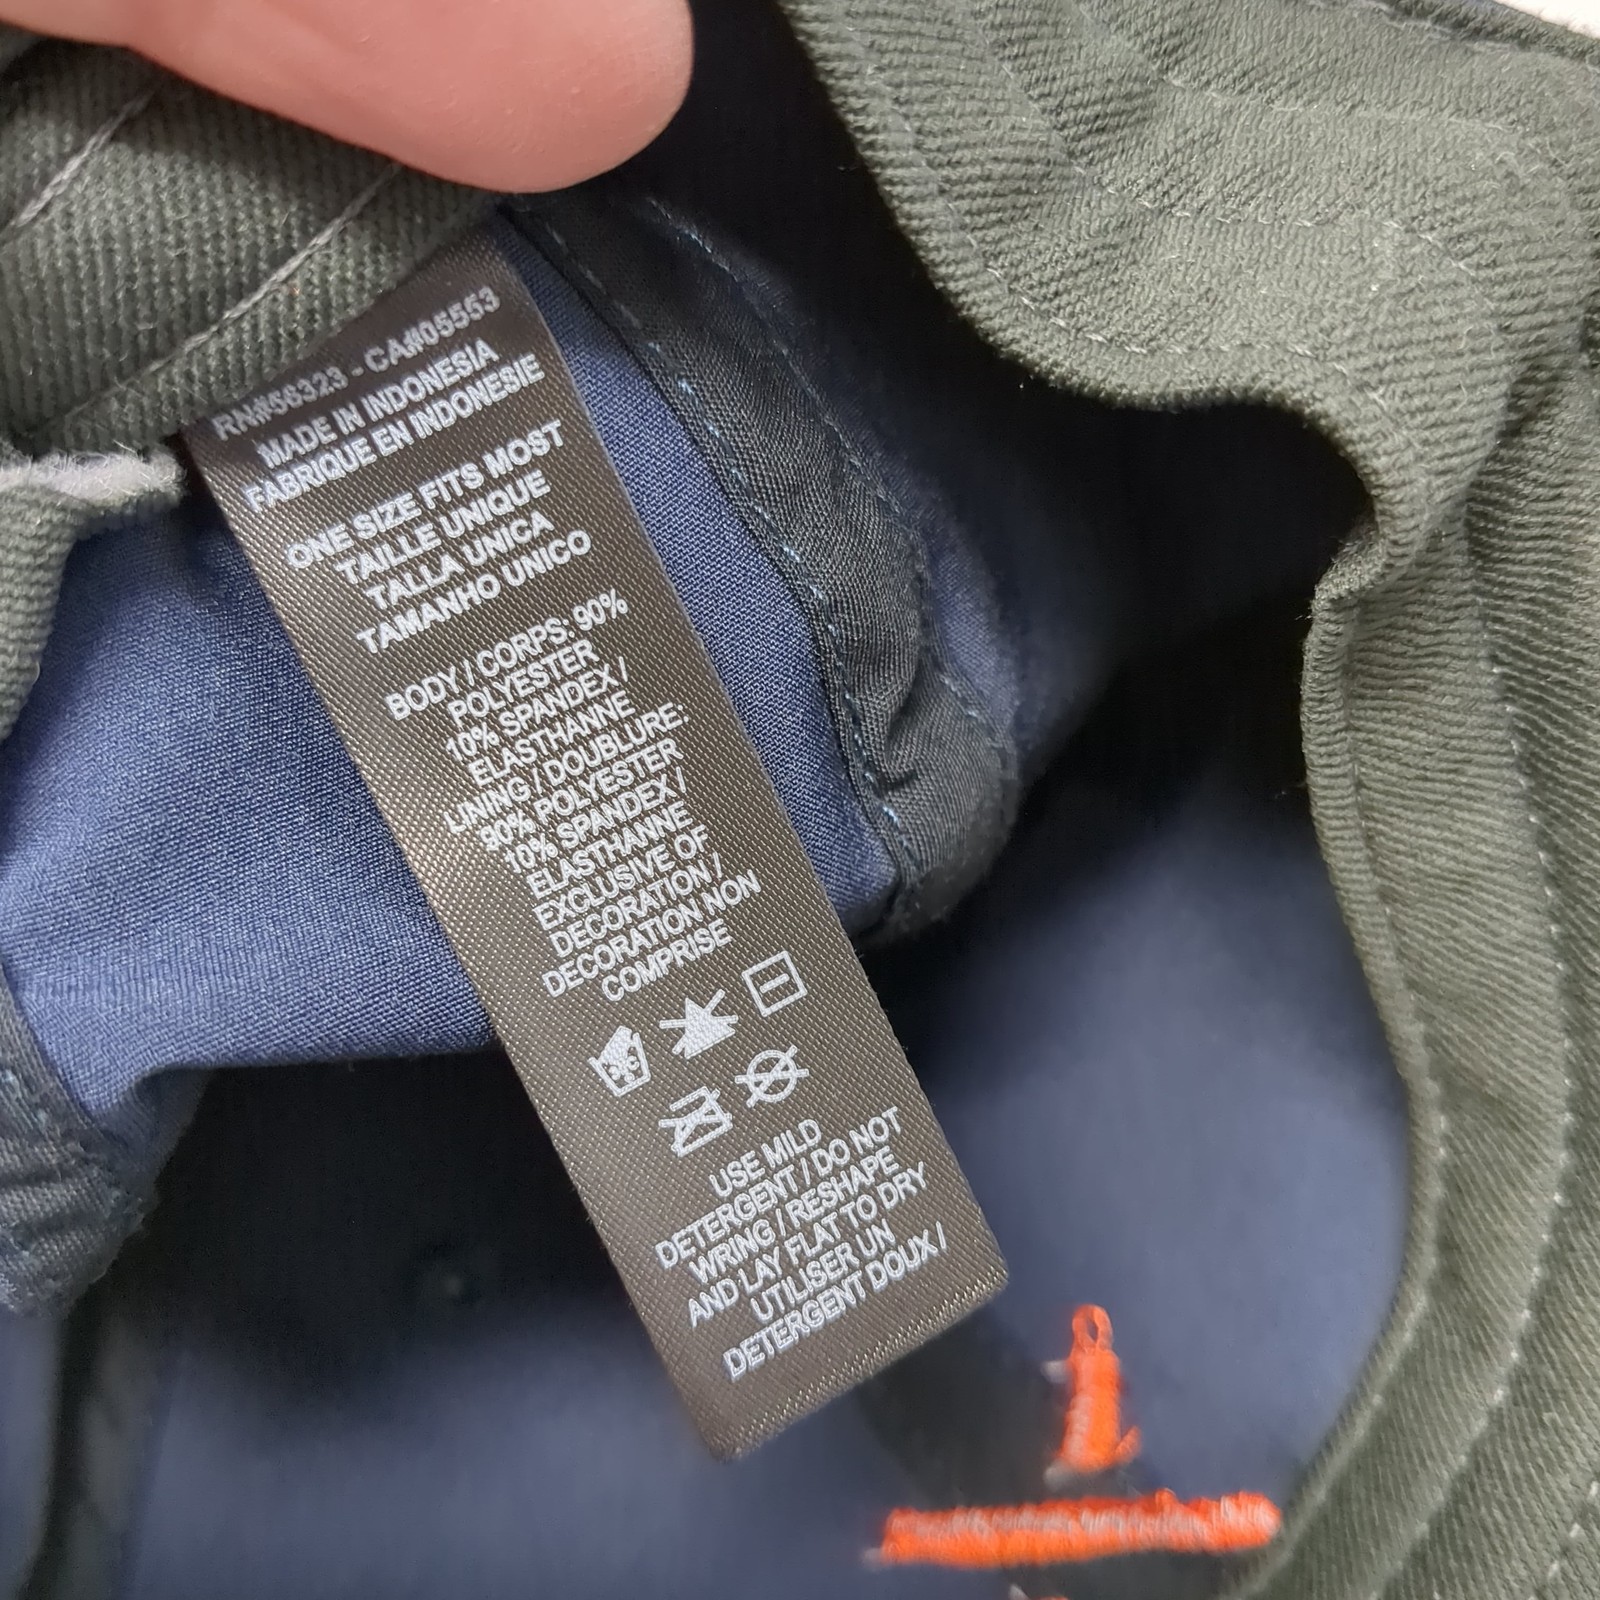 RN#56323 - CA#05553
MADE IN INDONESIA
FABRIQUE EN INDONESIE
ONE SIZE FITS MOST
TAILLE UNIQUE
TALLA UNICA
TAMANHO UNICO
BODY / CORPS: 90%
POLYESTER
10% SPANDEX /
ELASTHANNE
LINING / DOUBLURE:
90% POLYESTER
10% SPANDEX /
ELASTHANNE
EXCLUSIVE OF
DECORATION /
DECORATION NON
COMPRISE
USE MILD
DETERGENT / DO NOT
WRING / RESHAPE
AND LAY FLAT TO DRY
UTILISER UN
DETERGENT DOUX /